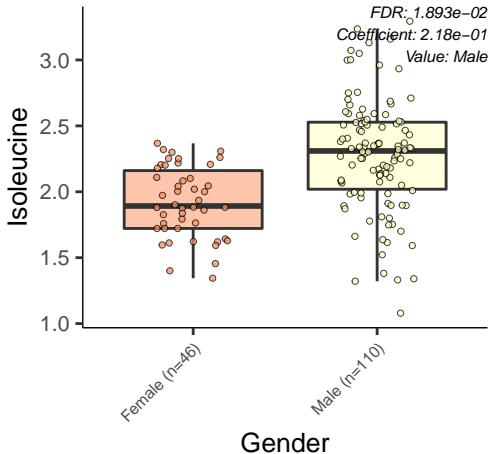 FDR: 1.893e−02
Coefficient: 2.18e−01
Value: Male
Isoleucine
3.0
2.5
2.0
1.5
1.0
Female (n=46)
Male (n=110)
Gender